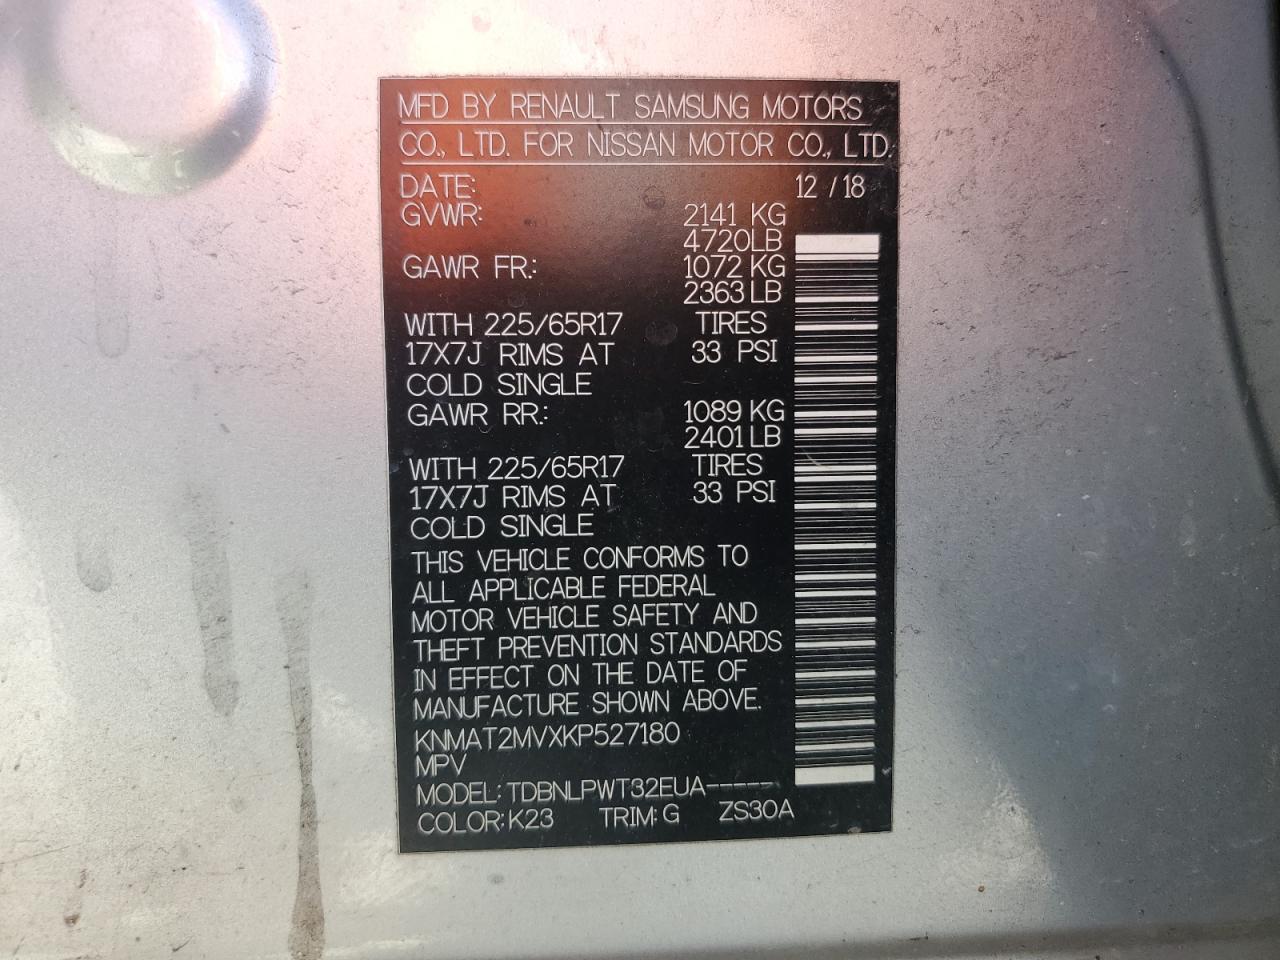 MFD BY RENAULT SAMSUNG MOTORS
CO., LTD. FOR NISSAN MOTOR CO., LTD.
DATE: 12 /18
GVWR: 2141 KG
4720LB
GAWR FR.: 1072 KG
2363 LB
WITH 225/65R17 TIRES
17X7J RIMS AT 33 PSI
COLD SINGLE
GAWR RR.: 1089 KG
2401 LB
WITH 225/65R17 TIRES
17X7J RIMS AT 33 PSI
COLD SINGLE
THIS VEHICLE CONFORMS TO
ALL APPLICABLE FEDERAL
MOTOR VEHICLE SAFETY AND
THEFT PREVENTION STANDARDS
IN EFFECT ON THE DATE OF
MANUFACTURE SHOWN ABOVE.
KNMAT2MVXKP527180
MPV
MODEL: TDBNLPWT32EUA-----
COLOR: K23 TRIM: G ZS30A